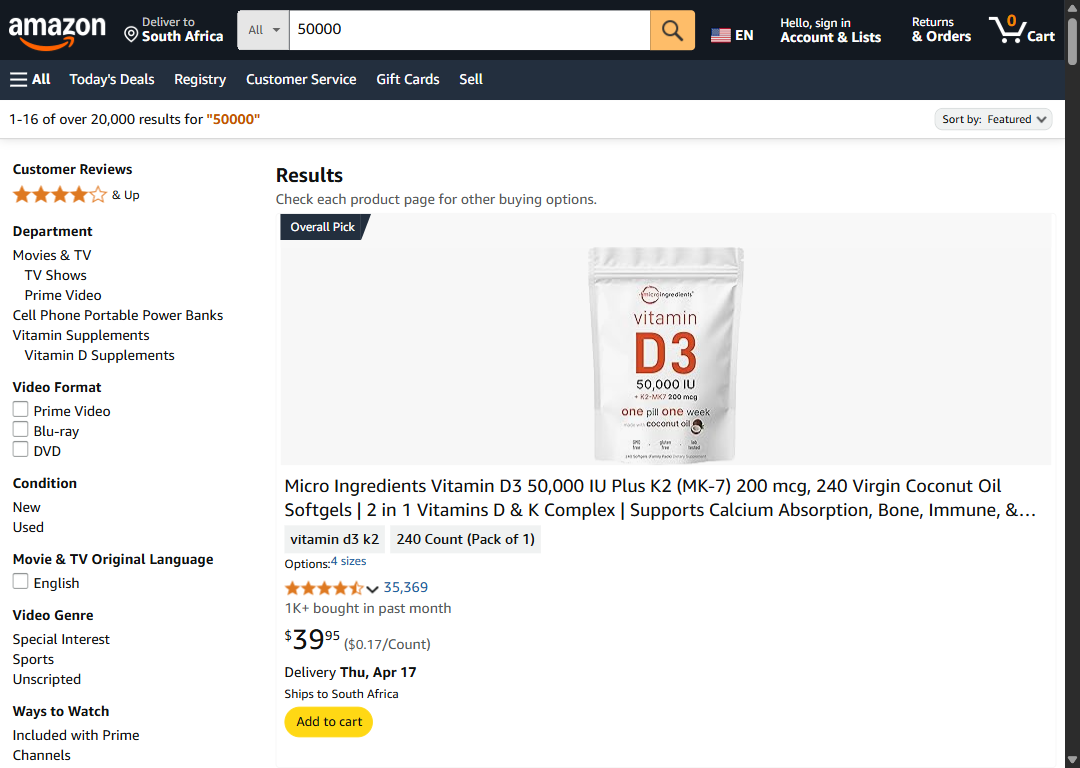 amazon
Deliver to
South Africa
All
50000
EN
Hello, sign in
Account & Lists
Returns
& Orders
0
Cart
All
Today's Deals
Registry
Customer Service
Gift Cards
Sell
1-16 of over 20,000 results for "50000"
Sort by: Featured
Customer Reviews
& Up
Department
Movies & TV
TV Shows
Prime Video
Cell Phone Portable Power Banks
Vitamin Supplements
Vitamin D Supplements
Video Format
Prime Video
Blu-ray
DVD
Condition
New
Used
Movie & TV Original Language
English
Video Genre
Special Interest
Sports
Unscripted
Ways to Watch
Included with Prime
Channels
Results
Check each product page for other buying options.
Overall Pick
microingredients
vitamin
D3
50,000 IU
+ K2-MK7 200 mcg
one pill one week
made with coconut oil
GMO free
gluten free
lab tested
Micro Ingredients Vitamin D3 50,000 IU Plus K2 (MK-7) 200 mcg, 240 Virgin Coconut Oil
Softgels | 2 in 1 Vitamins D & K Complex | Supports Calcium Absorption, Bone, Immune, &…
vitamin d3 k2
240 Count (Pack of 1)
Options: 4 sizes
35,369
1K+ bought in past month
$39.95 ($0.17/Count)
Delivery Thu, Apr 17
Ships to South Africa
Add to cart